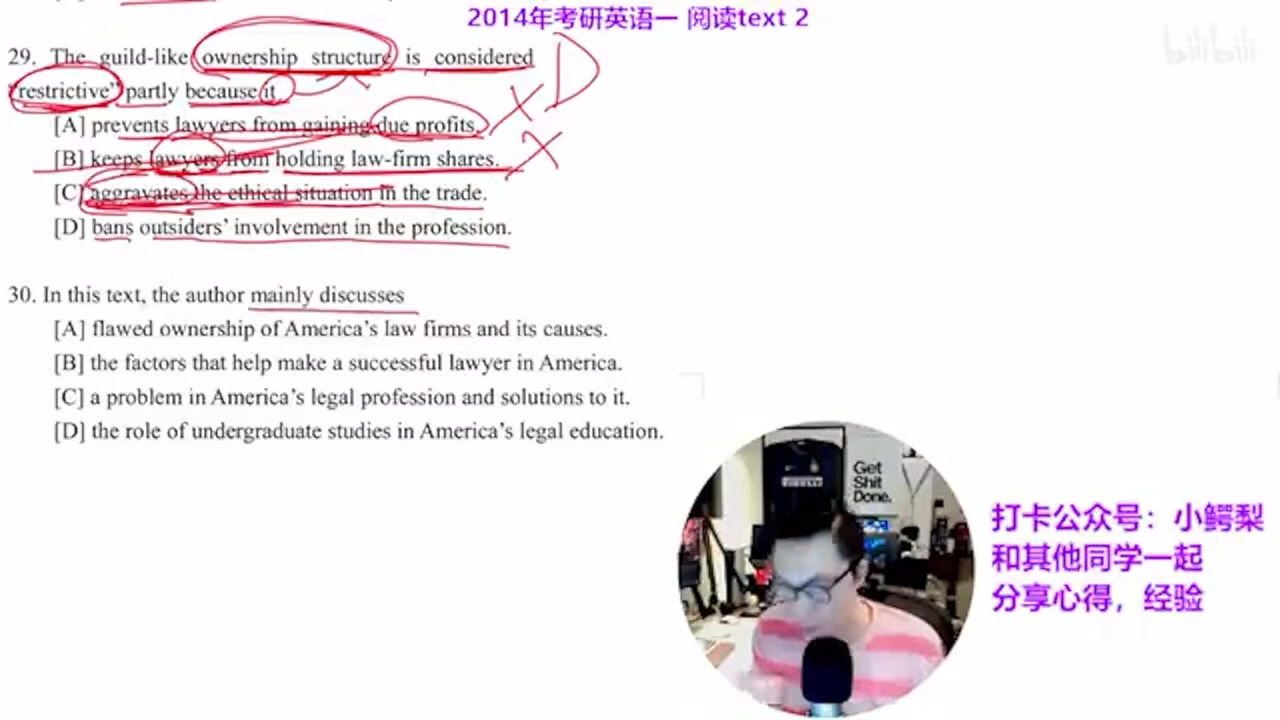 2014年考研英语一 阅读text 2
bilibili
29. The guild-like ownership structure is considered
"restrictive" partly because it
D
[A] prevents lawyers from gaining due profits.
[B] keeps lawyers from holding law-firm shares.
[C] aggravates the ethical situation in the trade.
[D] bans outsiders' involvement in the profession.
30. In this text, the author mainly discusses
[A] flawed ownership of America's law firms and its causes.
[B] the factors that help make a successful lawyer in America.
[C] a problem in America's legal profession and solutions to it.
[D] the role of undergraduate studies in America's legal education.
Get
Shit
Done.
PIRELLI
打卡公众号：小鳄梨
和其他同学一起
分享心得，经验